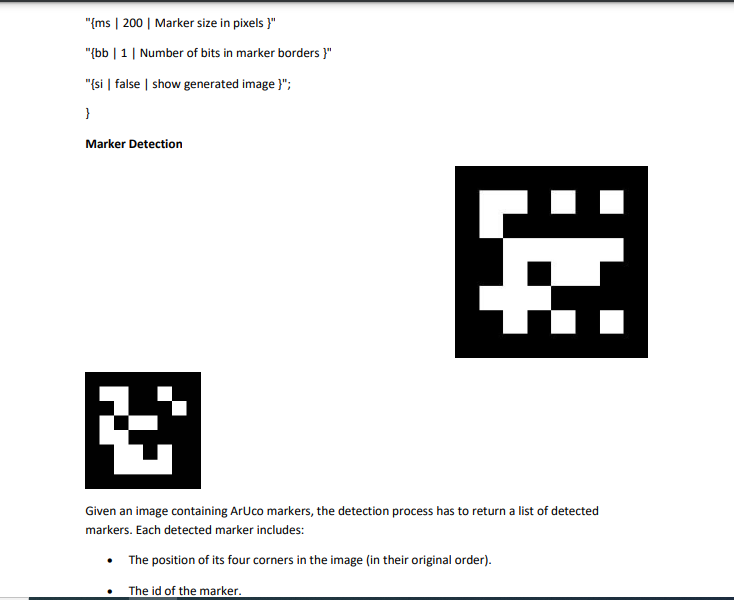 "{ms | 200 | Marker size in pixels }"
"{bb | 1 | Number of bits in marker borders }"
"{si | false | show generated image }";
}
Marker Detection
Given an image containing ArUco markers, the detection process has to return a list of detected
markers. Each detected marker includes:
• The position of its four corners in the image (in their original order).
• The id of the marker.